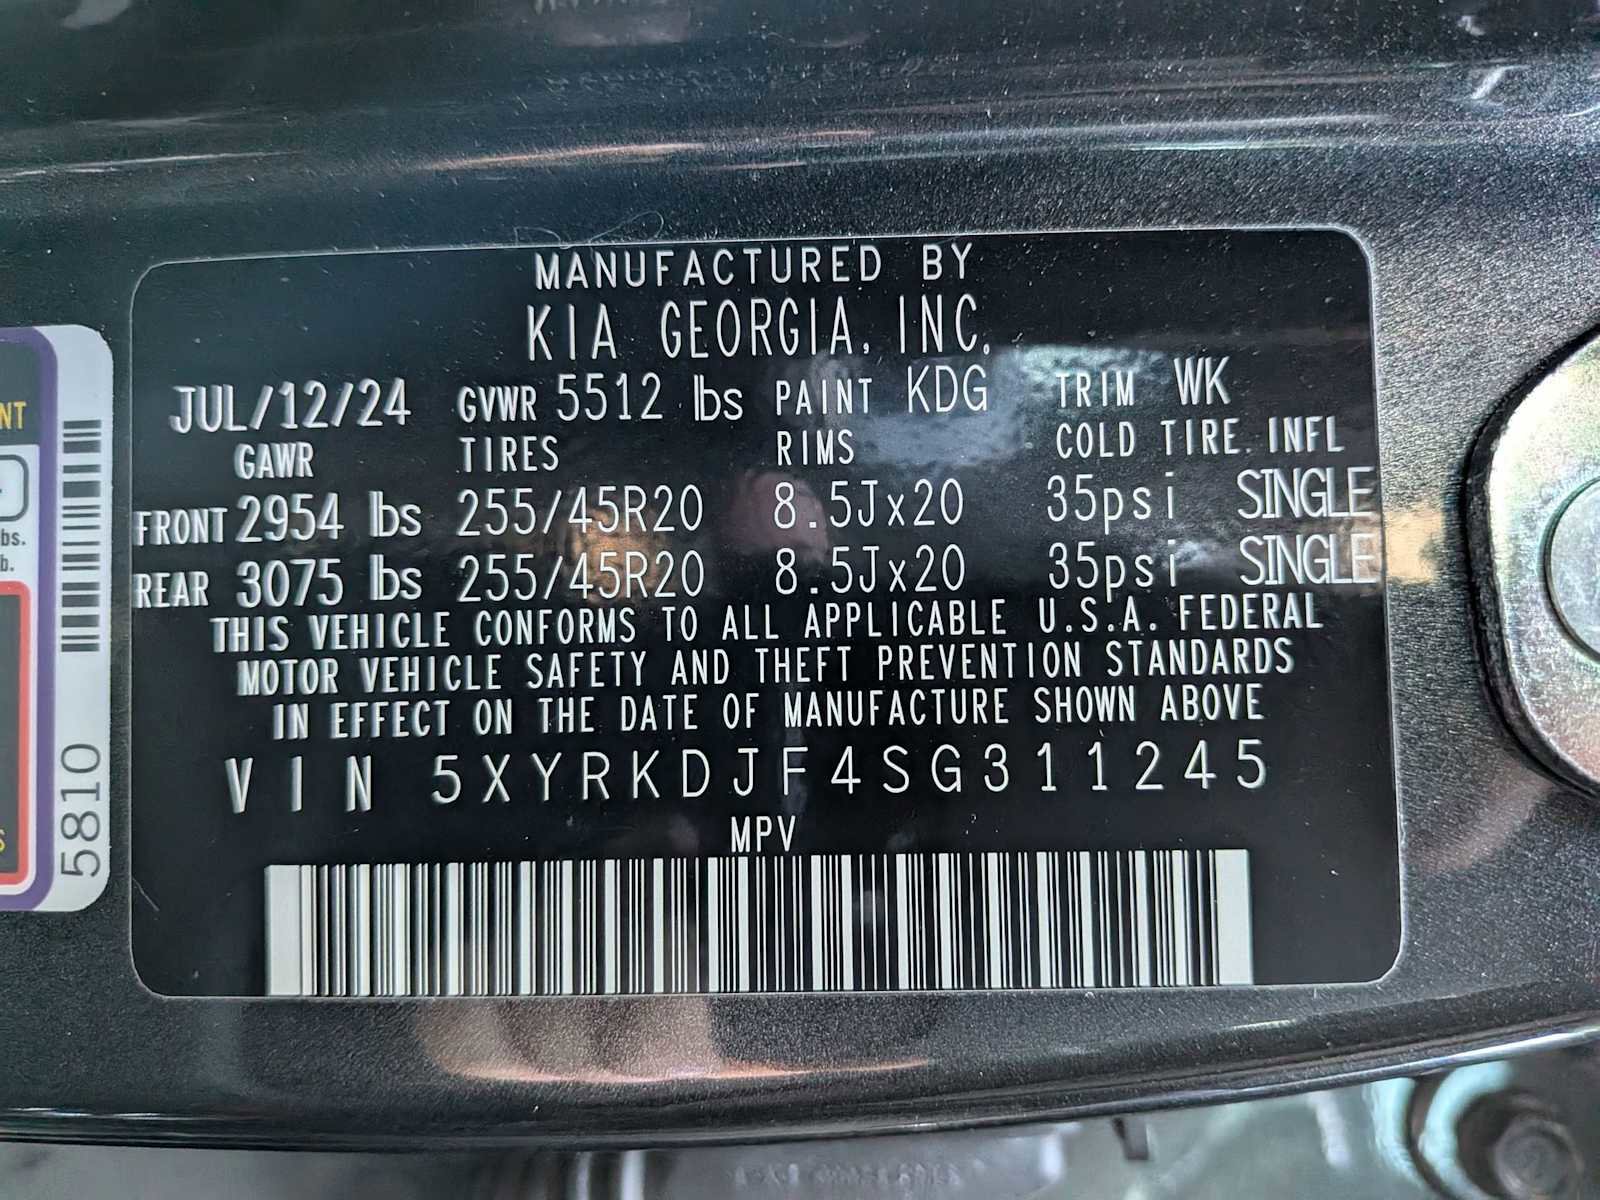 MANUFACTURED BY
KIA GEORGIA, INC.
JUL/12/24 GVWR 5512 lbs PAINT KDG TRIM WK
GAWR TIRES RIMS COLD TIRE INFL
FRONT 2954 lbs 255/45R20 8.5Jx20 35psi SINGLE
REAR 3075 lbs 255/45R20 8.5Jx20 35psi SINGLE
THIS VEHICLE CONFORMS TO ALL APPLICABLE U.S.A. FEDERAL
MOTOR VEHICLE SAFETY AND THEFT PREVENTION STANDARDS
IN EFFECT ON THE DATE OF MANUFACTURE SHOWN ABOVE
VIN 5XYRKDJF4SG311245
MPV
NT
lbs.
b.
S
5810